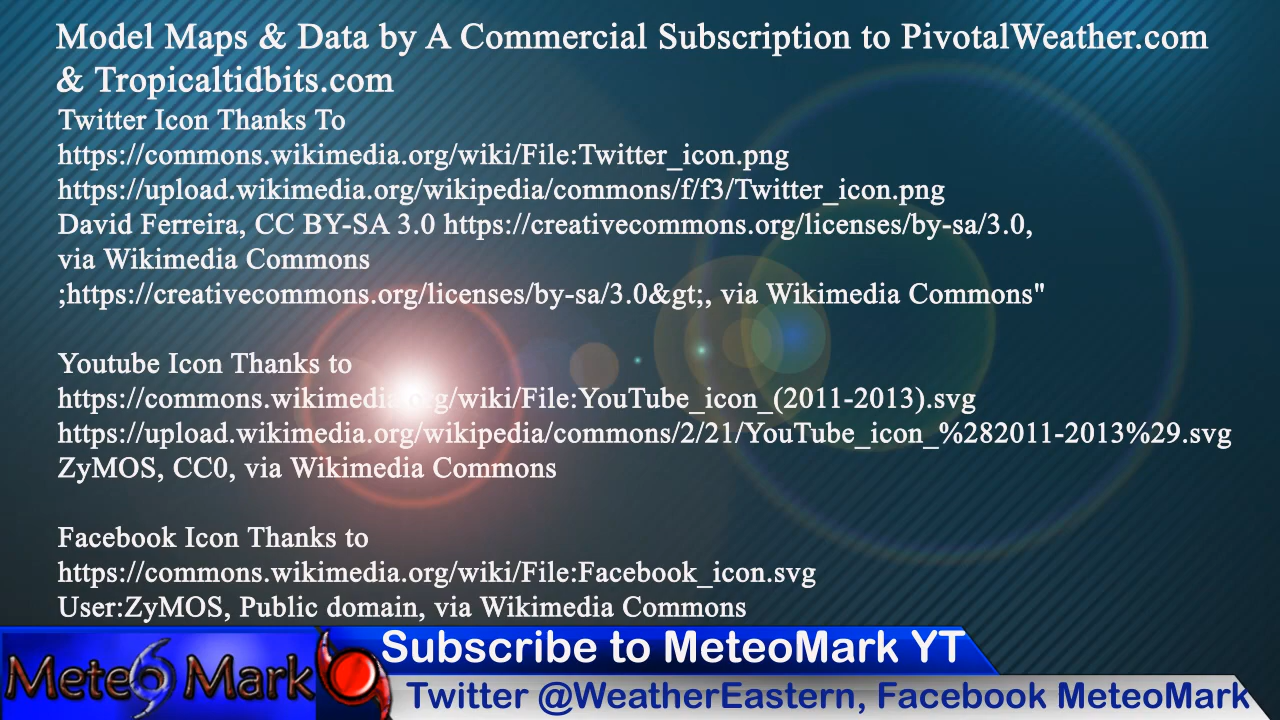 Model Maps & Data by A Commercial Subscription to PivotalWeather.com
& Tropicaltidbits.com
Twitter Icon Thanks To
https://commons.wikimedia.org/wiki/File:Twitter_icon.png
https://upload.wikimedia.org/wikipedia/commons/f/f3/Twitter_icon.png
David Ferreira, CC BY-SA 3.0 https://creativecommons.org/licenses/by-sa/3.0,
via Wikimedia Commons
;https://creativecommons.org/licenses/by-sa/3.0&gt;, via Wikimedia Commons"
Youtube Icon Thanks to
https://commons.wikimedia.org/wiki/File:YouTube_icon_(2011-2013).svg
https://upload.wikimedia.org/wikipedia/commons/2/21/YouTube_icon_%282011-2013%29.svg
ZyMOS, CC0, via Wikimedia Commons
Facebook Icon Thanks to
https://commons.wikimedia.org/wiki/File:Facebook_icon.svg
User:ZyMOS, Public domain, via Wikimedia Commons
Subscribe to MeteoMark YT
Meteo Mark
Twitter @WeatherEastern, Facebook MeteoMark